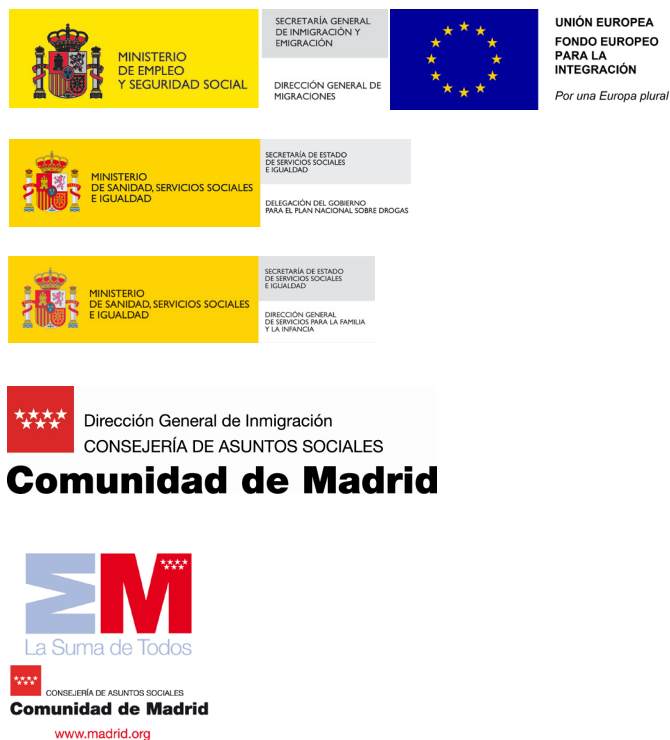 MINISTERIO
DE EMPLEO
Y SEGURIDAD SOCIAL
SECRETARÍA GENERAL
DE INMIGRACIÓN Y
EMIGRACIÓN
DIRECCIÓN GENERAL DE
MIGRACIONES
UNIÓN EUROPEA
FONDO EUROPEO
PARA LA
INTEGRACIÓN
Por una Europa plural
MINISTERIO
DE SANIDAD, SERVICIOS SOCIALES
E IGUALDAD
SECRETARÍA DE ESTADO
DE SERVICIOS SOCIALES
E IGUALDAD
DELEGACIÓN DEL GOBIERNO
PARA EL PLAN NACIONAL SOBRE DROGAS
MINISTERIO
DE SANIDAD, SERVICIOS SOCIALES
E IGUALDAD
SECRETARÍA DE ESTADO
DE SERVICIOS SOCIALES
E IGUALDAD
DIRECCIÓN GENERAL
DE SERVICIOS PARA LA FAMILIA
Y LA INFANCIA
Dirección General de Inmigración
CONSEJERÍA DE ASUNTOS SOCIALES
Comunidad de Madrid
La Suma de Todos
CONSEJERÍA DE ASUNTOS SOCIALES
Comunidad de Madrid
www.madrid.org